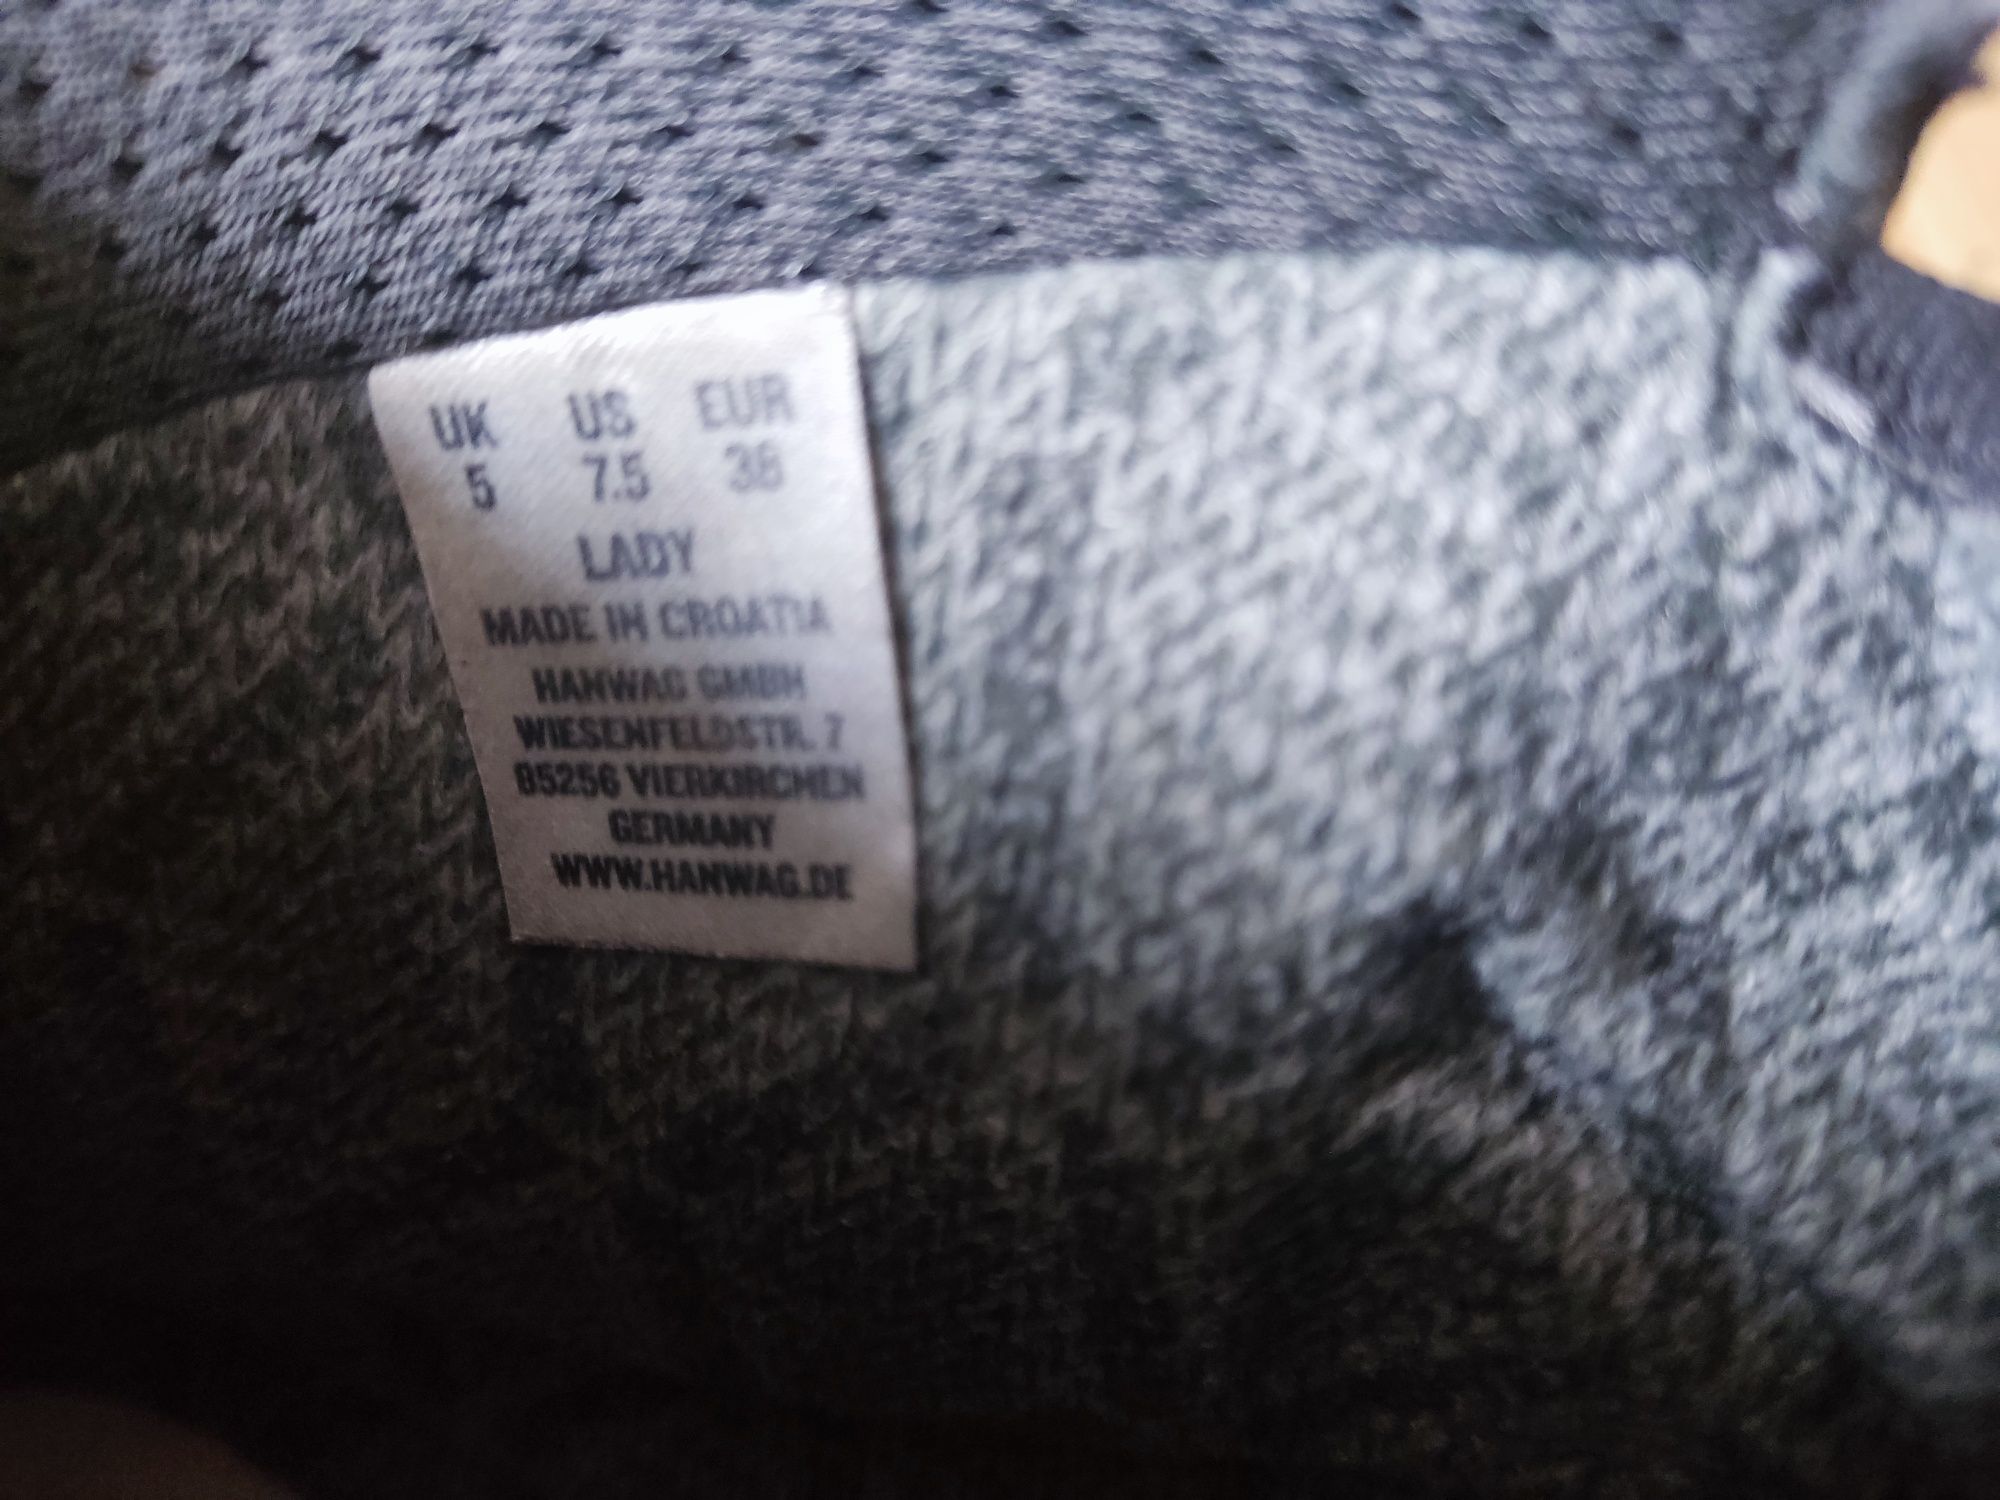 UK US EUR
5 7.5 38
LADY
MADE IN CROATIA
HANWAG GMBH
WIESENFELDSTR. 7
85256 VIERKIRCHEN
GERMANY
WWW.HANWAG.DE